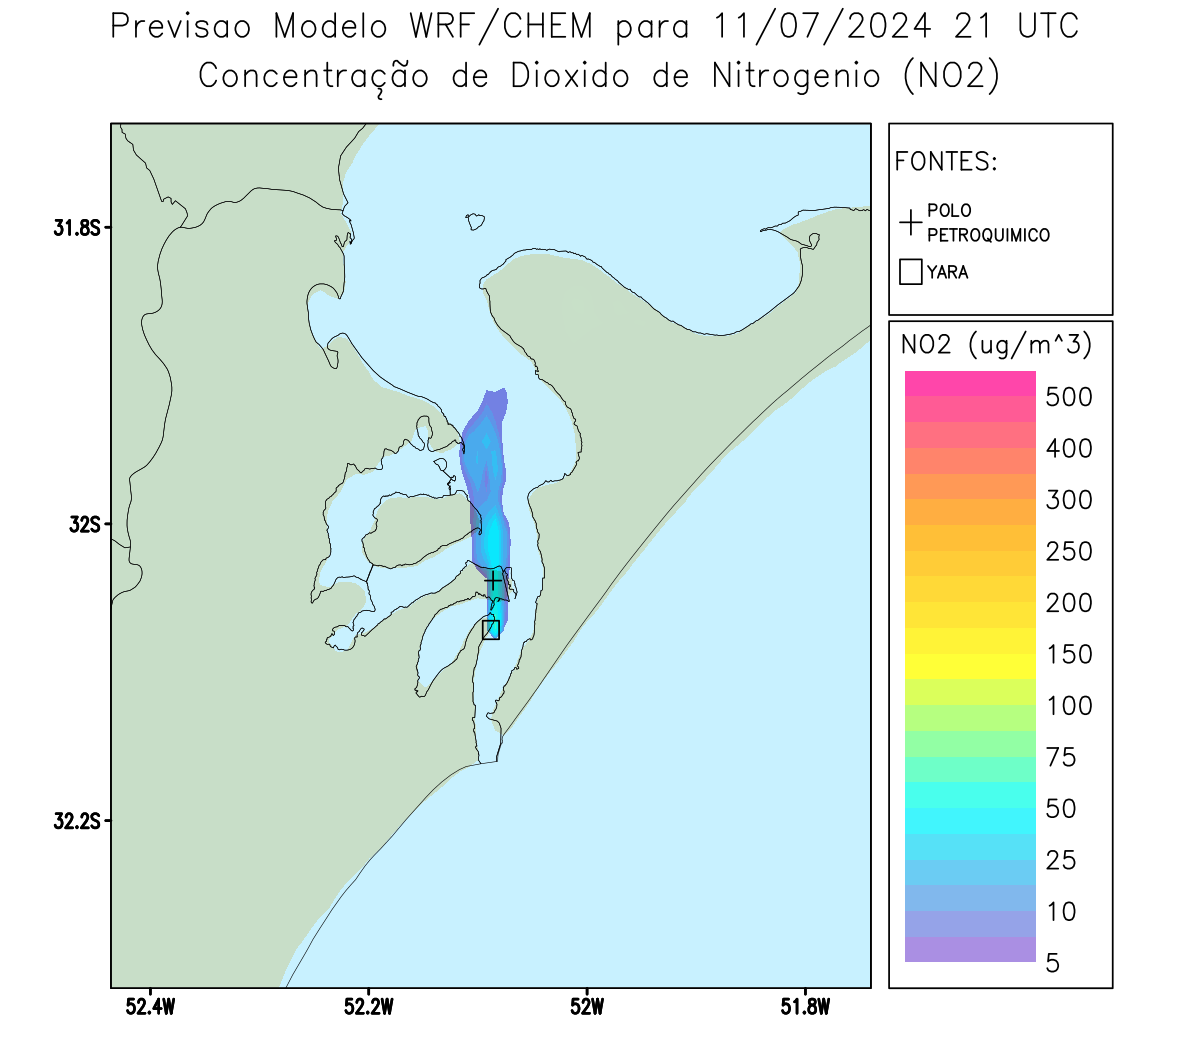 Previsao Modelo WRF/CHEM para 11/07/2024 21 UTC
Concentração de Dioxido de Nitrogenio (NO2)
FONTES:
POLO
PETROQUIMICO
YARA
31.8S
32S
32.2S
52.4W
52.2W
52W
51.8W
NO2 (ug/m^3)
500
400
300
250
200
150
100
75
50
25
10
5